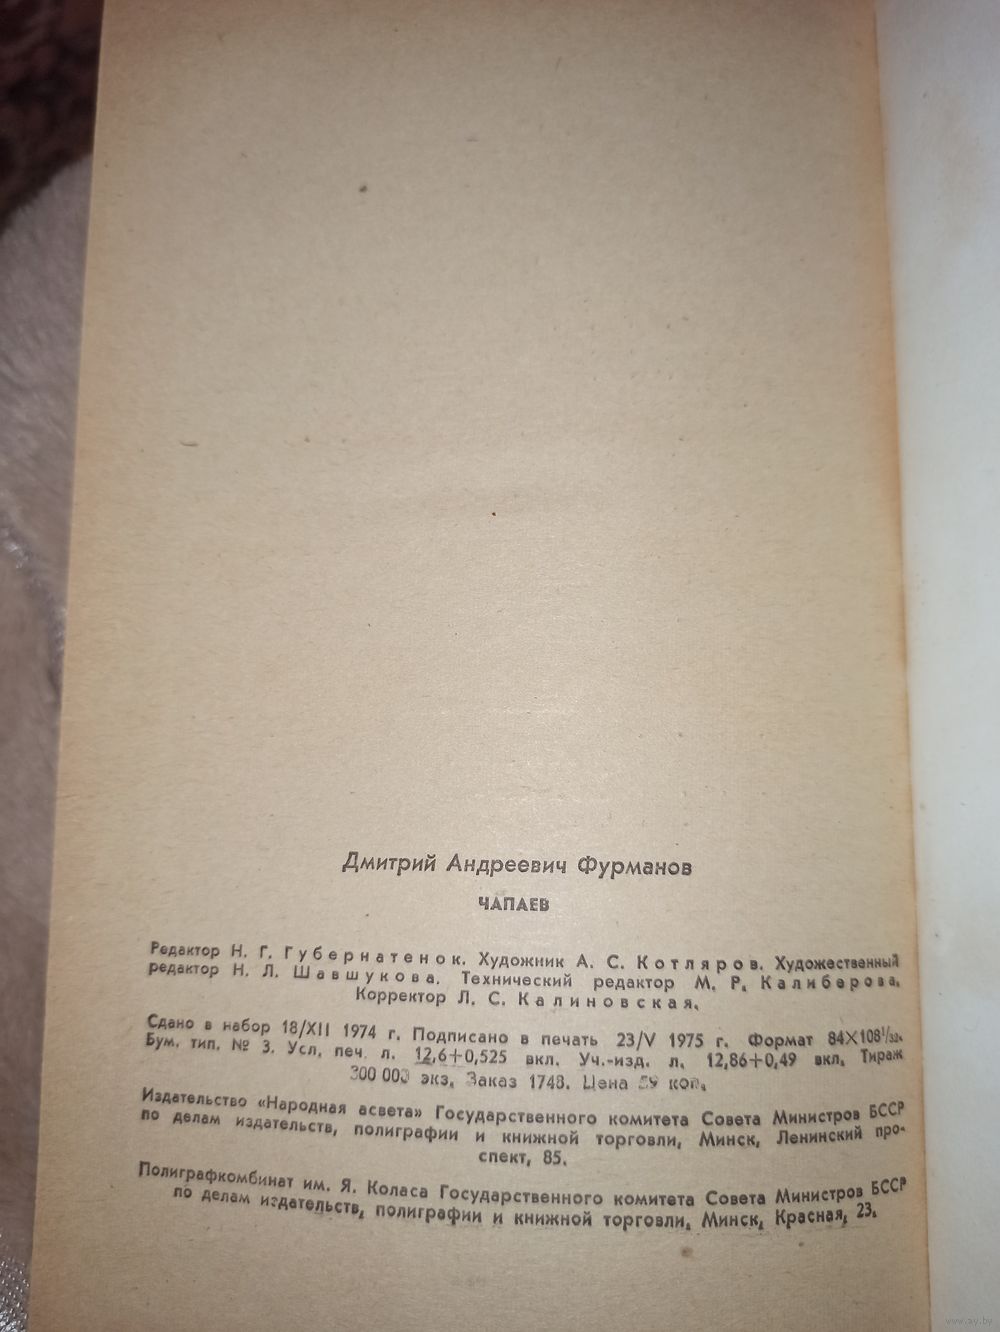 Дмитрий Андреевич Фурманов
ЧАПАЕВ
Редактор Н. Г. Губернатенок. Художник А. С. Котляров. Художественный
редактор Н. Л. Шавшукова. Технический редактор М. Р. Калиберова.
Корректор Л. С. Калиновская.
Сдано в набор 18/XII 1974 г. Подписано в печать 23/V 1975 г. Формат 84×108¹/₃₂.
Бум. тип. № 3. Усл. печ. л. 12,6+0,525 вкл. Уч.-изд. л. 12,86+0,49 вкл. Тираж
300 000 экз. Заказ 1748. Цена 59 коп.
Издательство «Народная асвета» Государственного комитета Совета Министров БССР
по делам издательств, полиграфии и книжной торговли, Минск, Ленинский про-
спект, 85.
Полиграфкомбинат им. Я. Коласа Государственного комитета Совета Министров БССР
по делам издательств, полиграфии и книжной торговли, Минск, Красная, 23.
www.ay.by